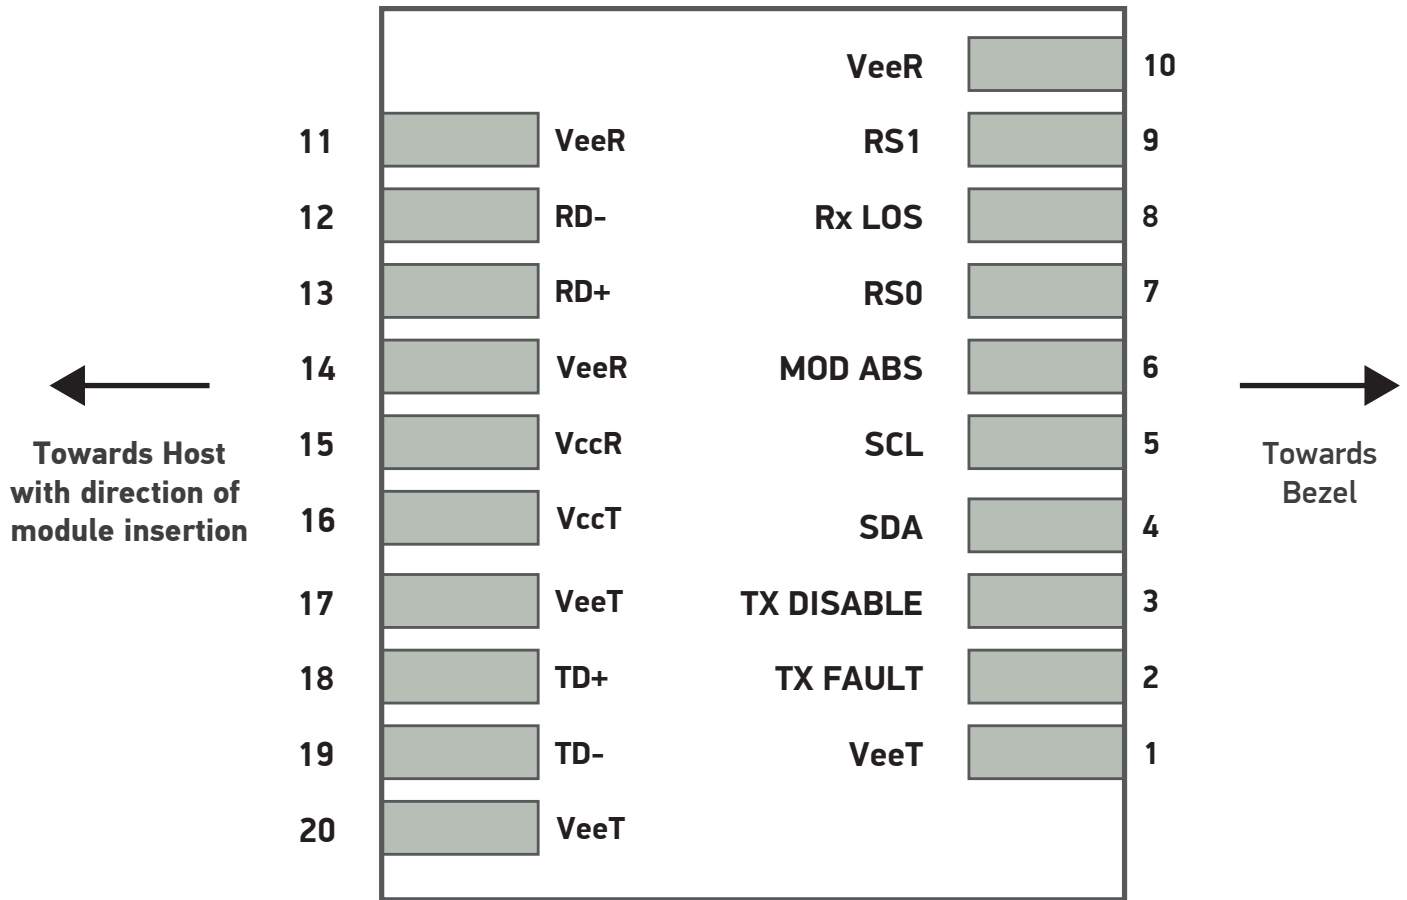 VeeR 10
11 VeeR RS1 9
12 RD- Rx LOS 8
13 RD+ RS0 7
14 VeeR MOD ABS 6
15 VccR SCL 5
16 VccT SDA 4
17 VeeT TX DISABLE 3
18 TD+ TX FAULT 2
19 TD- VeeT 1
20 VeeT
Towards Host
with direction of
module insertion
Towards
Bezel